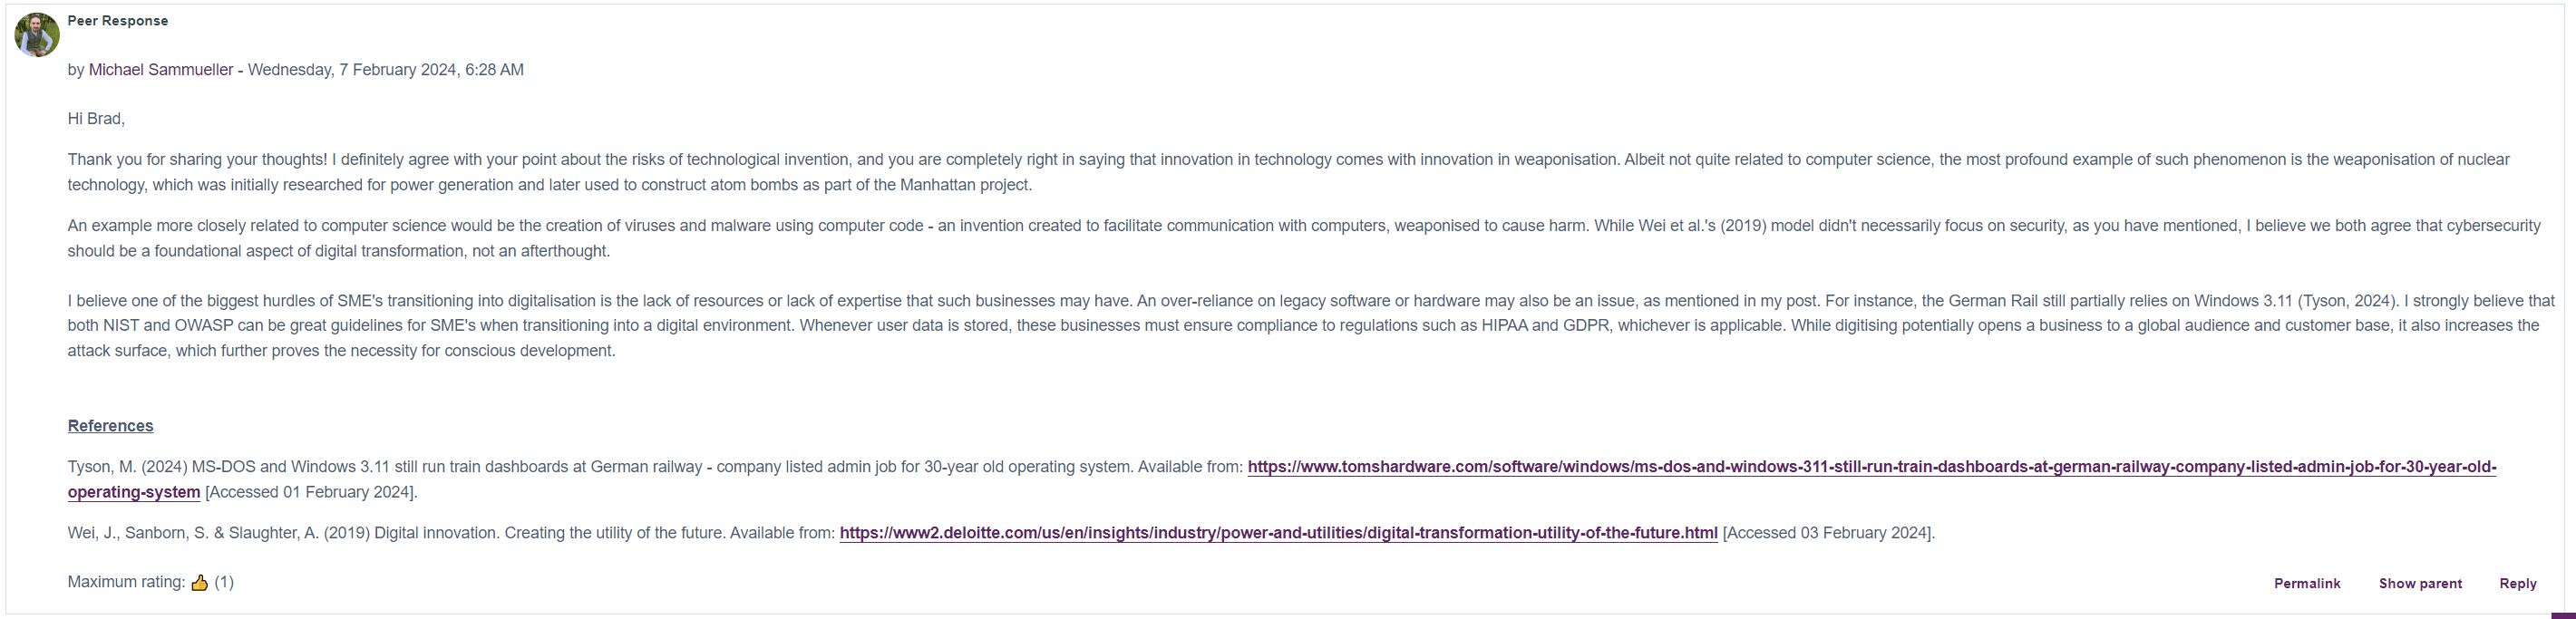 Peer Response
by Michael Sammueller - Wednesday, 7 February 2024, 6:28 AM
Hi Brad,
Thank you for sharing your thoughts! I definitely agree with your point about the risks of technological invention, and you are completely right in saying that innovation in technology comes with innovation in weaponisation. Albeit not quite related to computer science, the most profound example of such phenomenon is the weaponisation of nuclear
technology, which was initially researched for power generation and later used to construct atom bombs as part of the Manhattan project.
An example more closely related to computer science would be the creation of viruses and malware using computer code - an invention created to facilitate communication with computers, weaponised to cause harm. While Wei et al.'s (2019) model didn't necessarily focus on security, as you have mentioned, I believe we both agree that cybersecurity
should be a foundational aspect of digital transformation, not an afterthought.
I believe one of the biggest hurdles of SME's transitioning into digitalisation is the lack of resources or lack of expertise that such businesses may have. An over-reliance on legacy software or hardware may also be an issue, as mentioned in my post. For instance, the German Rail still partially relies on Windows 3.11 (Tyson, 2024). I strongly believe that
both NIST and OWASP can be great guidelines for SME's when transitioning into a digital environment. Whenever user data is stored, these businesses must ensure compliance to regulations such as HIPAA and GDPR, whichever is applicable. While digitising potentially opens a business to a global audience and customer base, it also increases the
attack surface, which further proves the necessity for conscious development.
References
Tyson, M. (2024) MS-DOS and Windows 3.11 still run train dashboards at German railway - company listed admin job for 30-year old operating system. Available from: https://www.tomshardware.com/software/windows/ms-dos-and-windows-311-still-run-train-dashboards-at-german-railway-company-listed-admin-job-for-30-year-old-
operating-system [Accessed 01 February 2024].
Wei, J., Sanborn, S. & Slaughter, A. (2019) Digital innovation. Creating the utility of the future. Available from: https://www2.deloitte.com/us/en/insights/industry/power-and-utilities/digital-transformation-utility-of-the-future.html [Accessed 03 February 2024].
Maximum rating: 👍 (1)
Permalink Show parent Reply